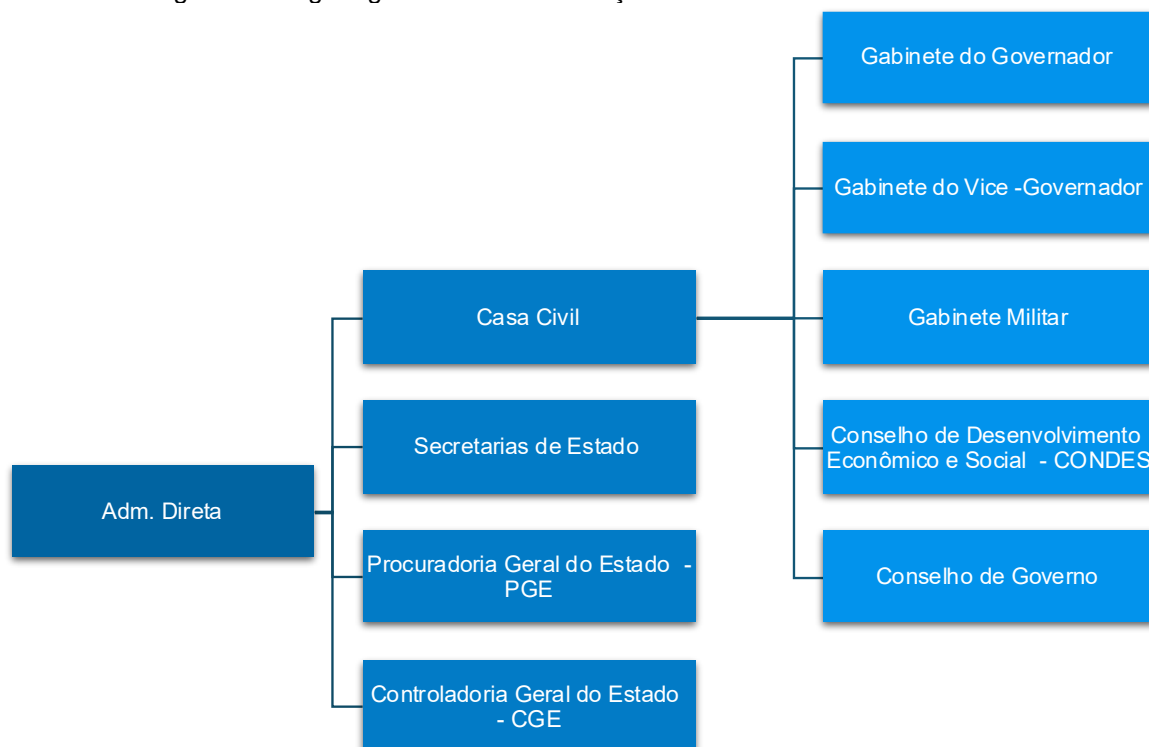 Gabinete do Governador
Gabinete do Vice -Governador
Casa Civil
Gabinete Militar
Secretarias de Estado
Conselho de Desenvolvimento
Econômico e Social - CONDES
Adm. Direta
Procuradoria Geral do Estado -
PGE
Conselho de Governo
Controladoria Geral do Estado
- CGE